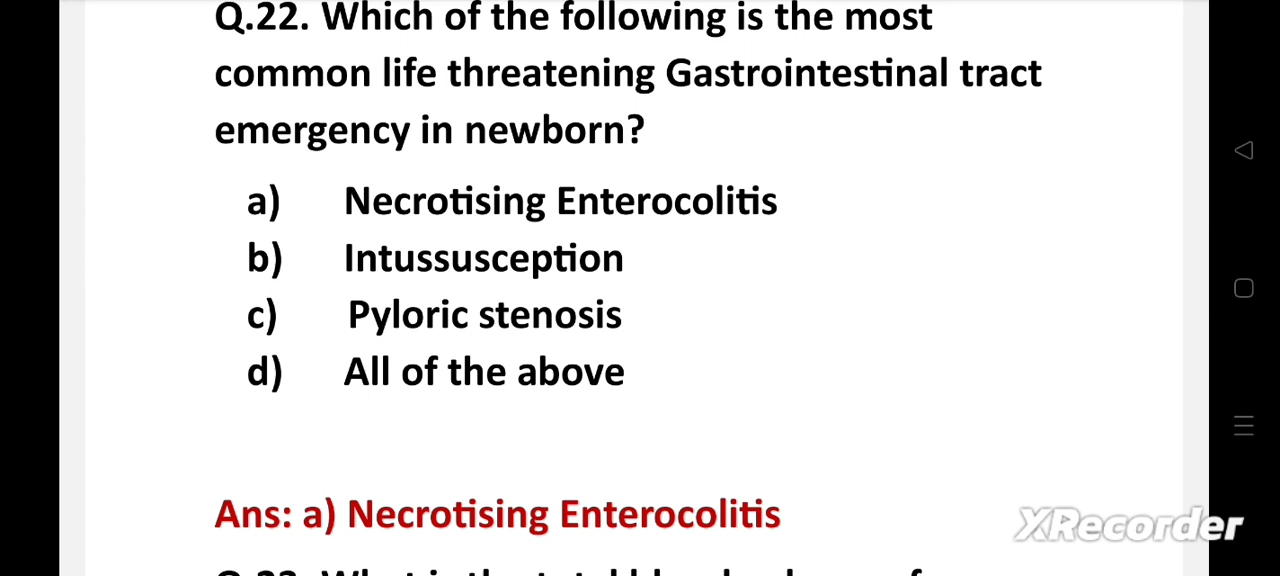 Q.22. Which of the following is the most
common life threatening Gastrointestinal tract
emergency in newborn?
a) Necrotising Enterocolitis
b) Intussusception
c) Pyloric stenosis
d) All of the above
Ans: a) Necrotising Enterocolitis
XRecorder